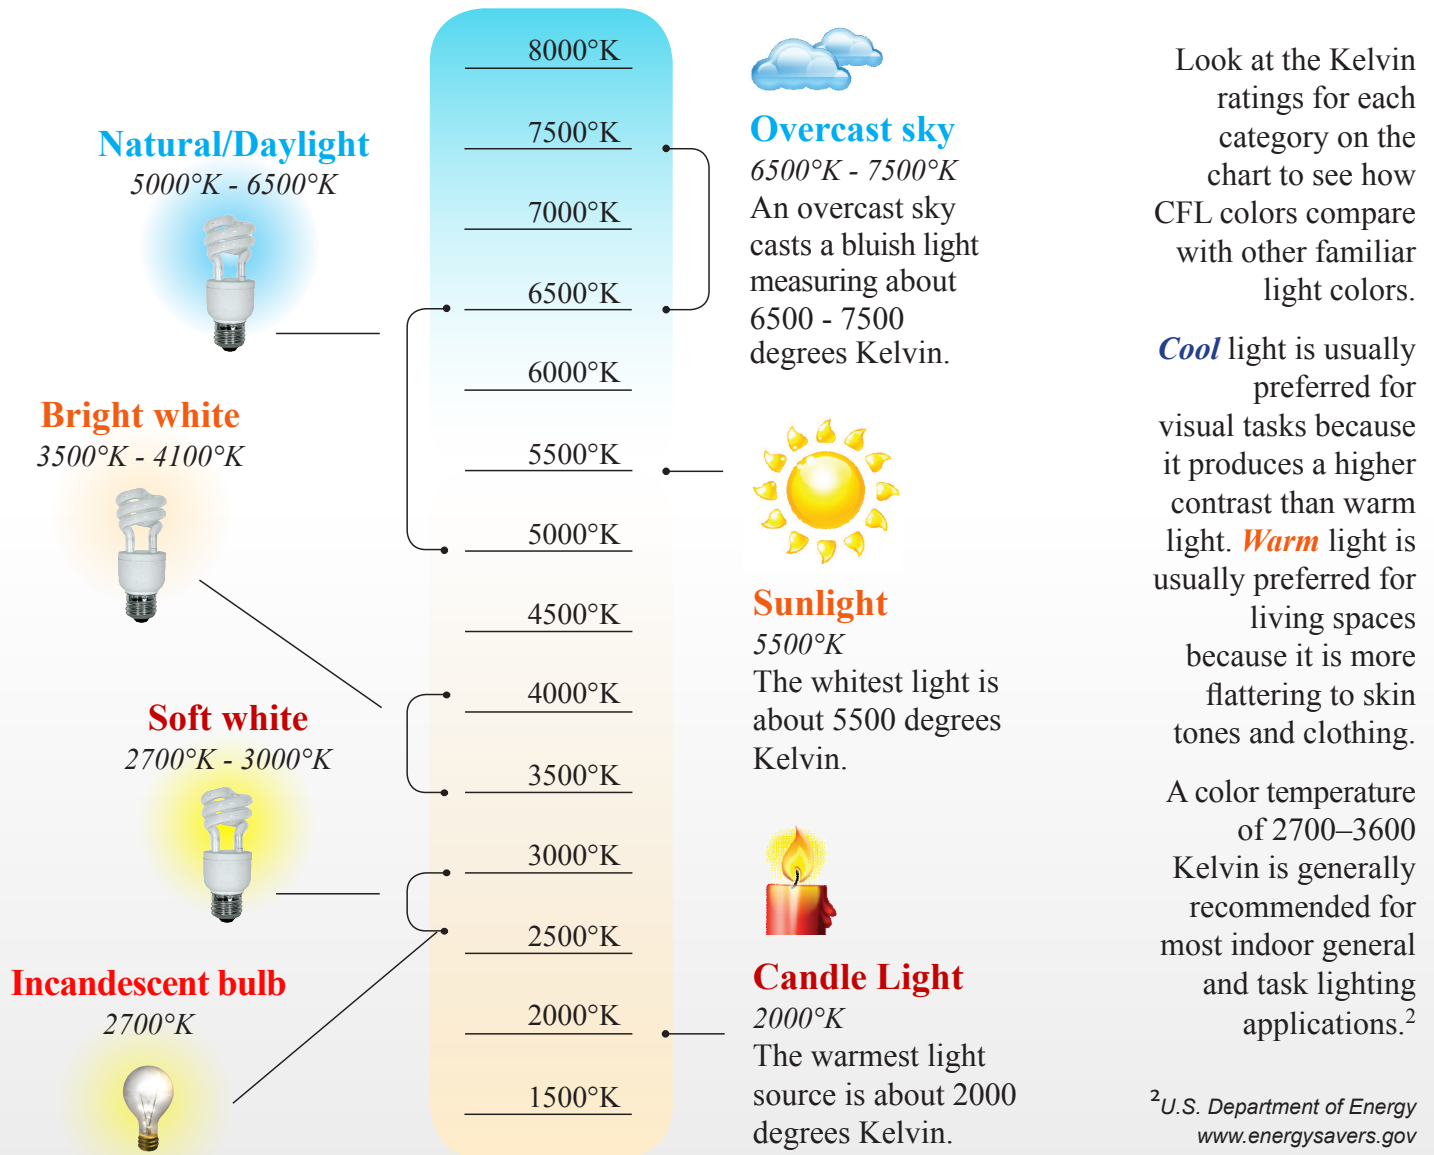 Natural/Daylight
5000°K - 6500°K
Bright white
3500°K - 4100°K
Soft white
2700°K - 3000°K
Incandescent bulb
2700°K
8000°K
7500°K
7000°K
6500°K
6000°K
5500°K
5000°K
4500°K
4000°K
3500°K
3000°K
2500°K
2000°K
1500°K
Overcast sky
6500°K - 7500°K
An overcast sky
casts a bluish light
measuring about
6500 - 7500
degrees Kelvin.
Sunlight
5500°K
The whitest light is
about 5500 degrees
Kelvin.
Candle Light
2000°K
The warmest light
source is about 2000
degrees Kelvin.
Look at the Kelvin
ratings for each
category on the
chart to see how
CFL colors compare
with other familiar
light colors.
Cool light is usually
preferred for
visual tasks because
it produces a higher
contrast than warm
light. Warm light is
usually preferred for
living spaces
because it is more
flattering to skin
tones and clothing.
A color temperature
of 2700–3600
Kelvin is generally
recommended for
most indoor general
and task lighting
applications.²
²U.S. Department of Energy
www.energysavers.gov